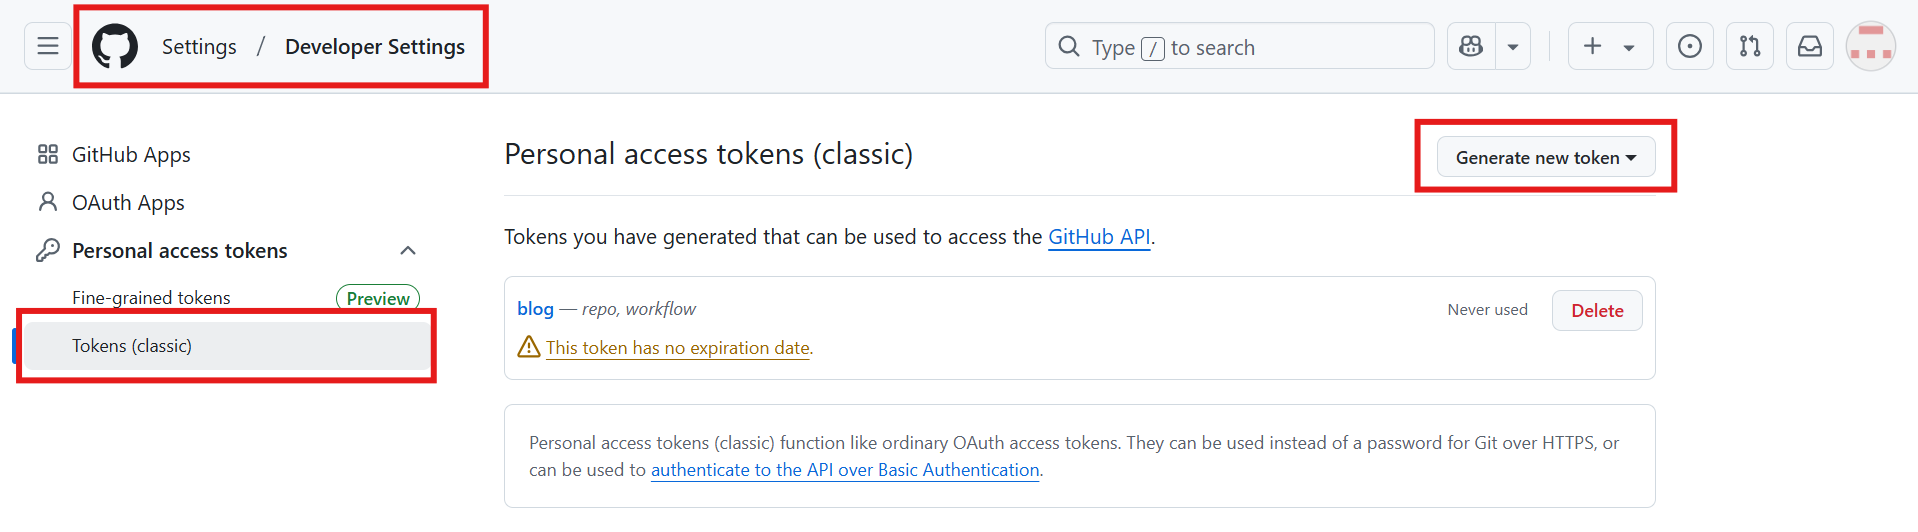 Settings / Developer Settings
Type / to search
GitHub Apps
OAuth Apps
Personal access tokens
Fine-grained tokens Preview
Tokens (classic)
Personal access tokens (classic)
Generate new token
Tokens you have generated that can be used to access the GitHub API.
blog — repo, workflow
Never used
Delete
This token has no expiration date.
Personal access tokens (classic) function like ordinary OAuth access tokens. They can be used instead of a password for Git over HTTPS, or
can be used to authenticate to the API over Basic Authentication.